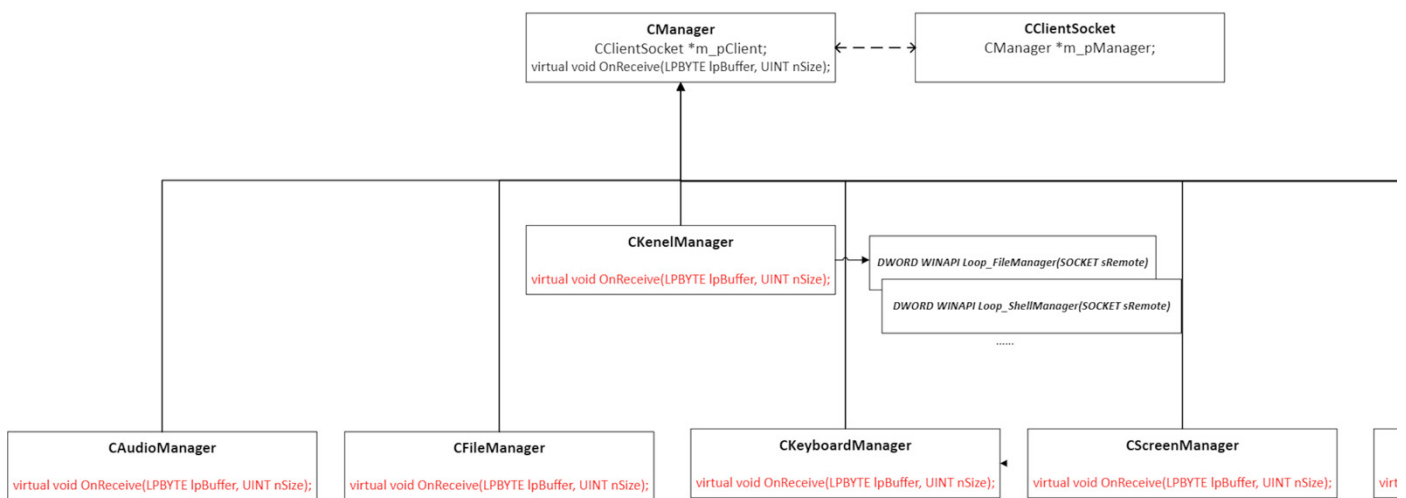 CManager
CClientSocket *m_pClient;
virtual void OnReceive(LPBYTE lpBuffer, UINT nSize);
CClientSocket
CManager *m_pManager;
CKenelManager
virtual void OnReceive(LPBYTE lpBuffer, UINT nSize);
DWORD WINAPI Loop_FileManager(SOCKET sRemote)
DWORD WINAPI Loop_ShellManager(SOCKET sRemote)
......
CAudioManager
virtual void OnReceive(LPBYTE lpBuffer, UINT nSize);
CFileManager
virtual void OnReceive(LPBYTE lpBuffer, UINT nSize);
CKeyboardManager
virtual void OnReceive(LPBYTE lpBuffer, UINT nSize);
CScreenManager
virtual void OnReceive(LPBYTE lpBuffer, UINT nSize);